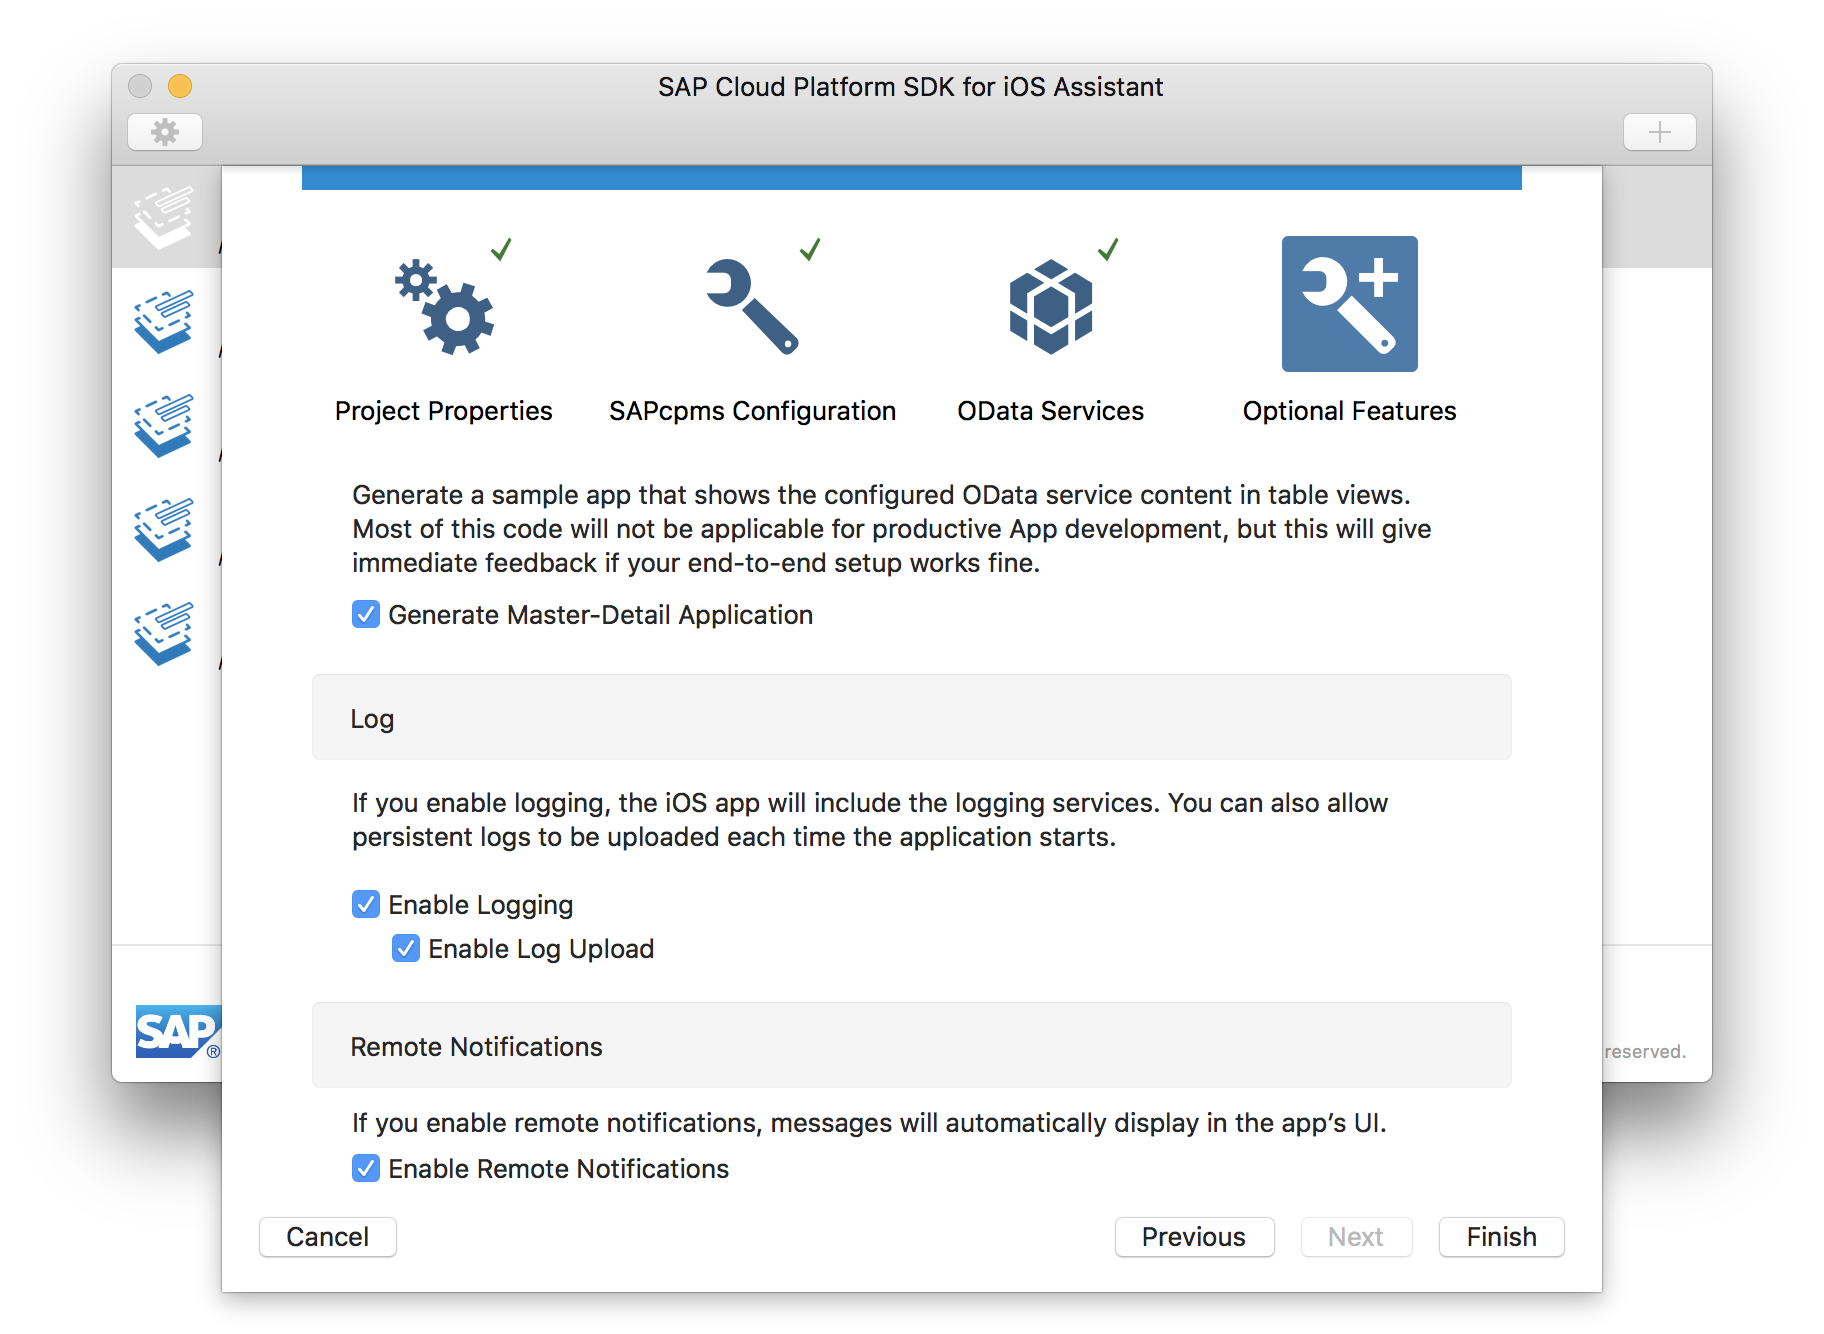 SAP Cloud Platform SDK for iOS Assistant
Project Properties
SAPcpms Configuration
OData Services
Optional Features
Generate a sample app that shows the configured OData service content in table views.
Most of this code will not be applicable for productive App development, but this will give
immediate feedback if your end-to-end setup works fine.
Generate Master-Detail Application
Log
If you enable logging, the iOS app will include the logging services. You can also allow
persistent logs to be uploaded each time the application starts.
Enable Logging
Enable Log Upload
Remote Notifications
SAP®
reserved.
If you enable remote notifications, messages will automatically display in the app's UI.
Enable Remote Notifications
Cancel
Previous
Next
Finish